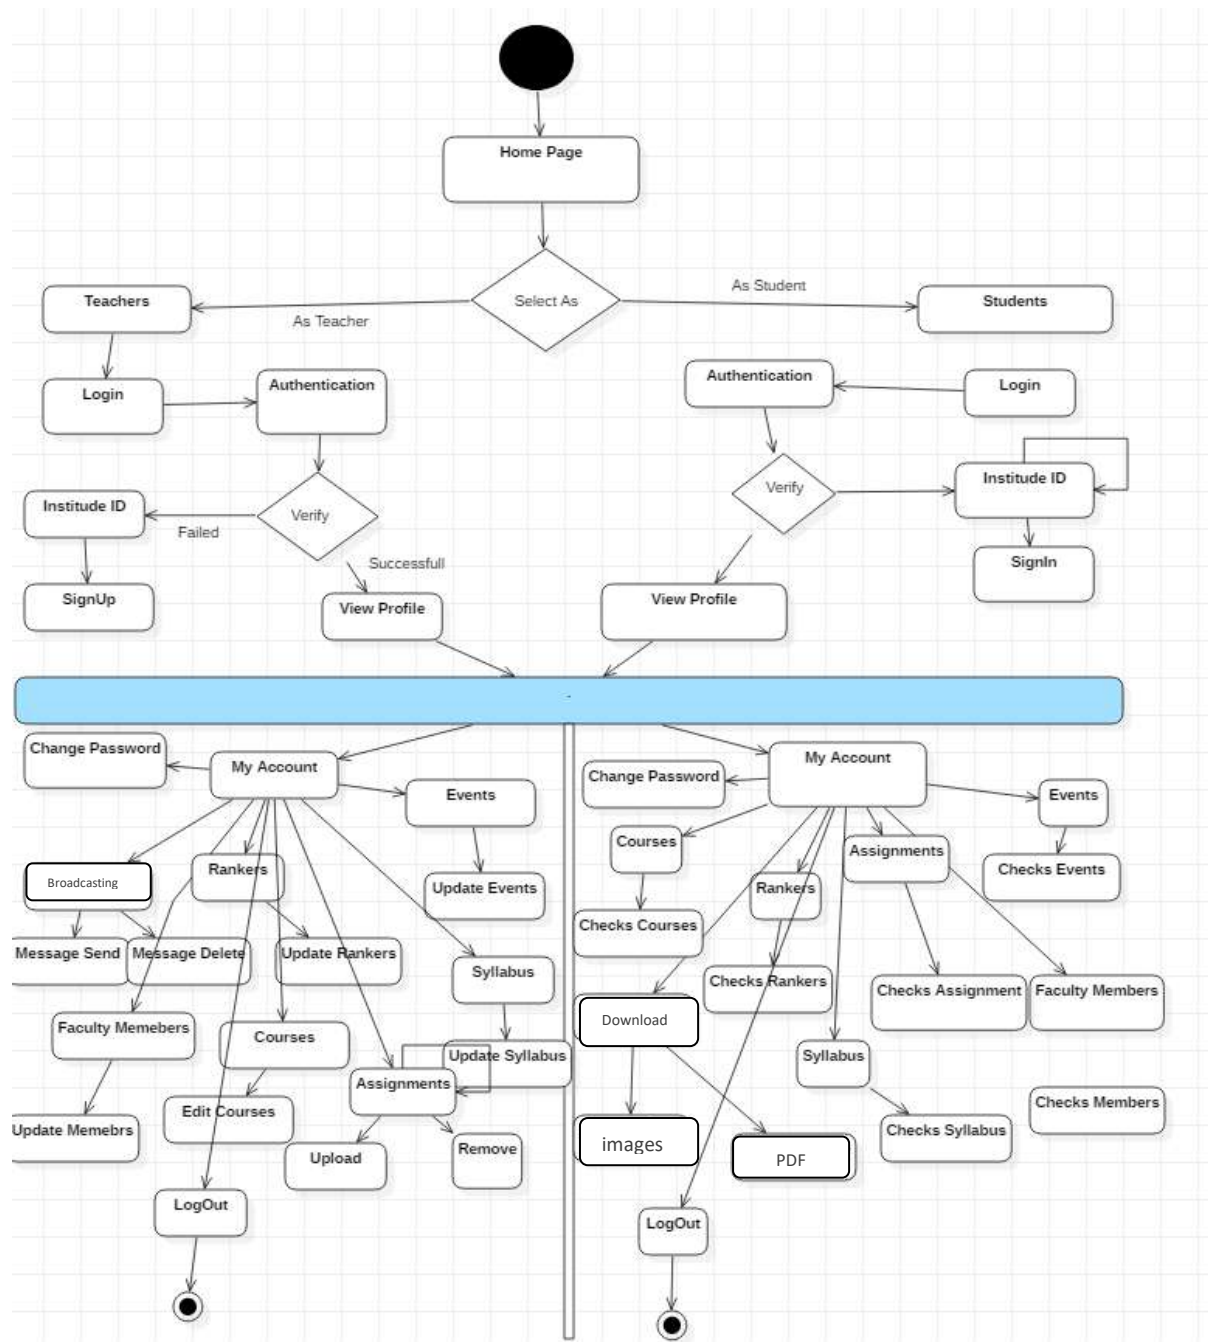 Home Page
Select As
As Teacher
As Student
Teachers
Students
Login
Authentication
Authentication
Login
Institude ID
Failed
Verify
Successfull
Verify
Institude ID
SignUp
View Profile
View Profile
SignIn
Change Password
My Account
Events
Change Password
My Account
Events
Broadcasting
Rankers
Update Events
Courses
Rankers
Assignments
Checks Events
Message Send
Message Delete
Update Rankers
Syllabus
Checks Courses
Checks Rankers
Checks Assignment
Faculty Members
Faculty Memebers
Courses
Update Syllabus
Download
Syllabus
Assignments
Update Memebrs
Edit Courses
Upload
Remove
images
PDF
Checks Syllabus
Checks Members
LogOut
LogOut